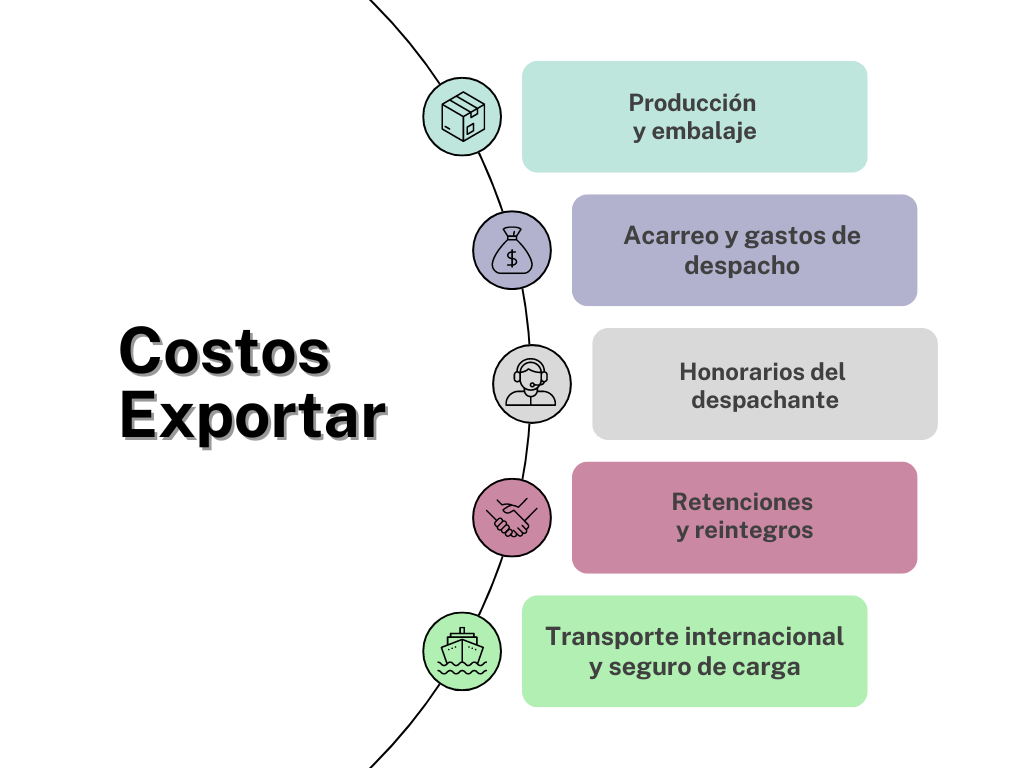 Costos
Exportar
Producción
y embalaje
$
Acarreo y gastos de
despacho
Honorarios del
despachante
Retenciones
y reintegros
Transporte internacional
y seguro de carga